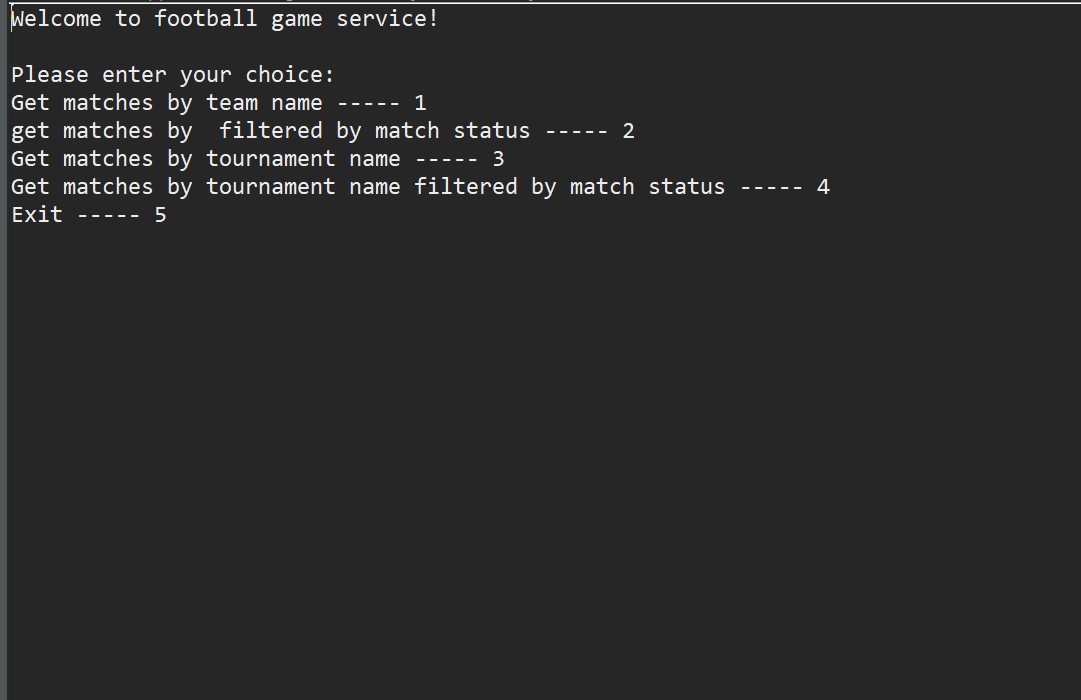 Welcome to football game service!
Please enter your choice:
Get matches by team name ----- 1
get matches by  filtered by match status ----- 2
Get matches by tournament name ----- 3
Get matches by tournament name filtered by match status ----- 4
Exit ----- 5